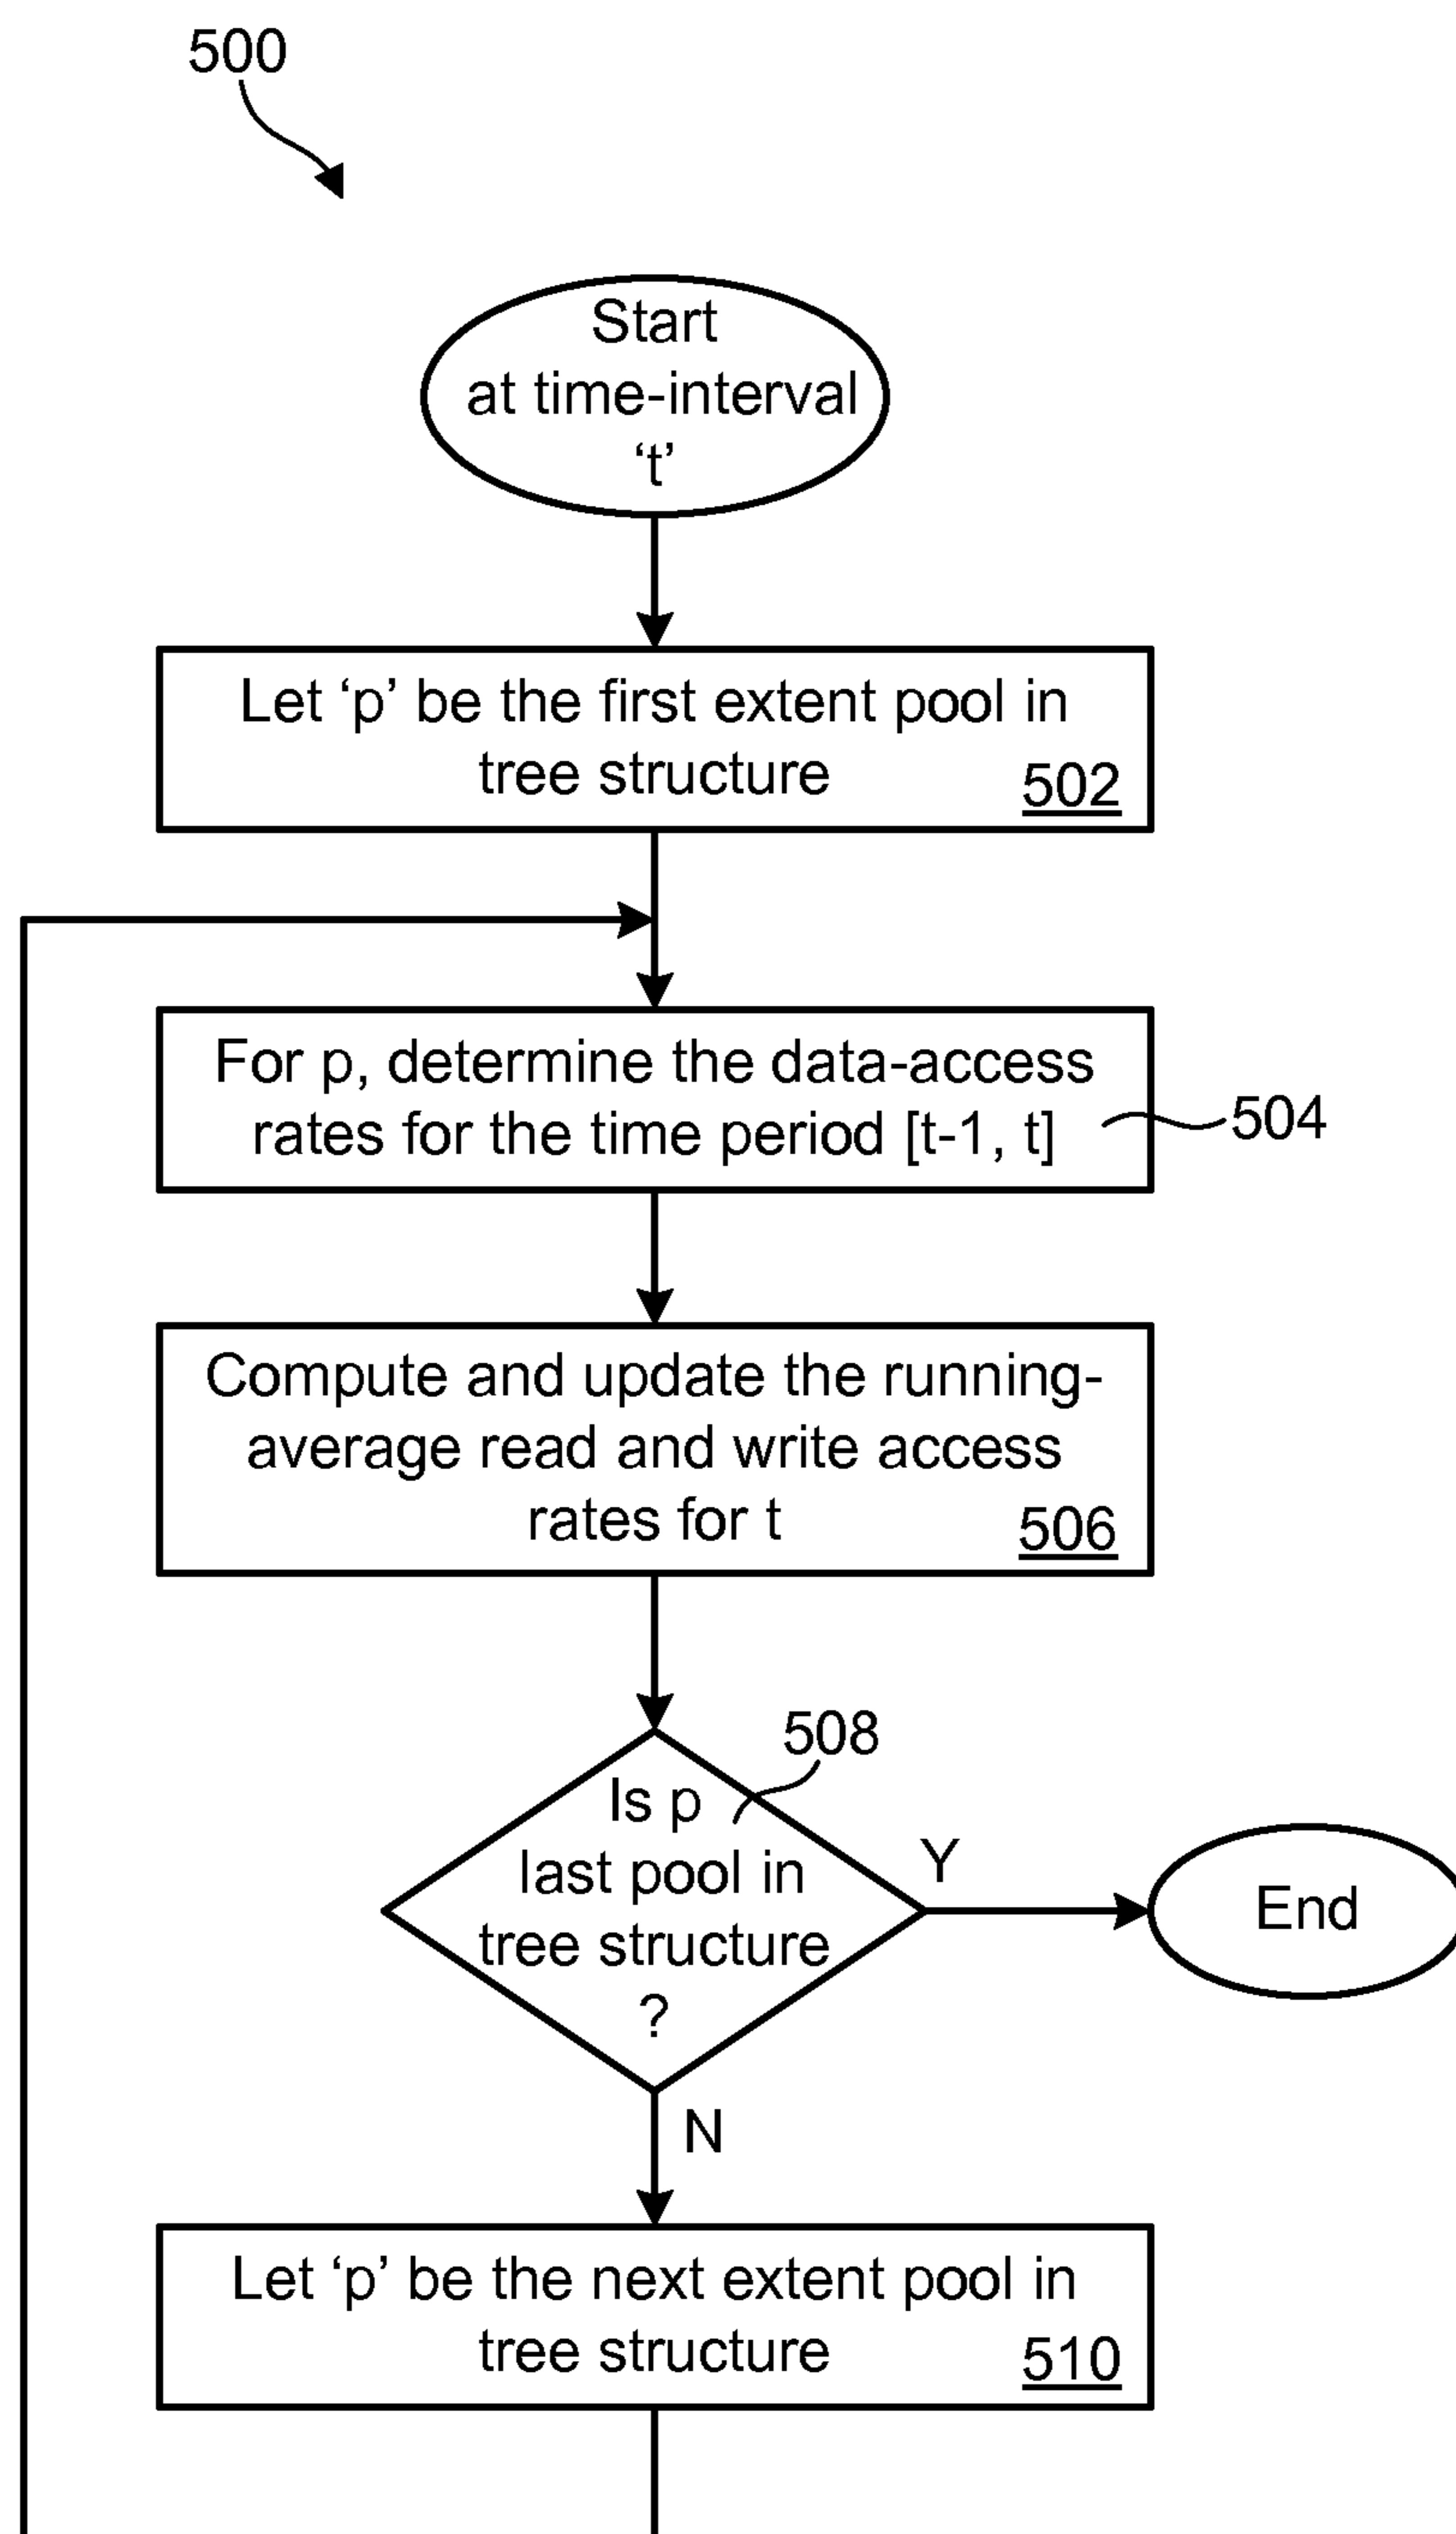 500
Start
at time-interval
‘t’
Let ‘p’ be the first extent pool in
tree structure
502
For p, determine the data-access
rates for the time period [t-1, t]
504
Compute and update the running-
average read and write access
rates for t
506
508
Is p
last pool in
tree structure
?
Y
End
N
Let ‘p’ be the next extent pool in
tree structure
510